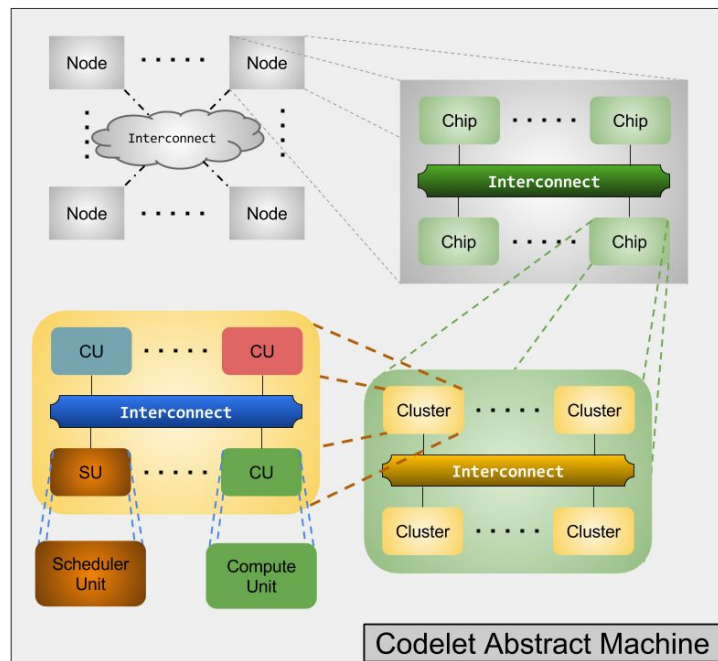 Node ····· Node
Interconnect
Node ····· Node
Chip ····· Chip
Interconnect
Chip ····· Chip
CU ····· CU
Interconnect
SU ····· CU
Scheduler
Unit
Compute
Unit
Cluster ····· Cluster
Interconnect
Cluster ····· Cluster
Codelet Abstract Machine